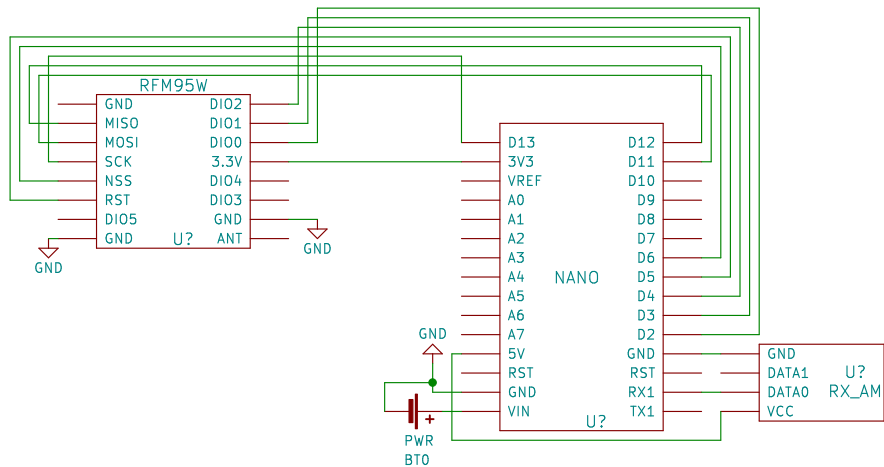 RFM95W
GND DIO2
MISO DIO1
MOSI DIO0
SCK 3.3V
NSS DIO4
RST DIO3
DIO5 GND
GND U? ANT
GND
GND
D13 D12
3V3 D11
VREF D10
A0 D9
A1 D8
A2 D7
A3 D6
A4 NANO D5
A5 D4
A6 D3
A7 D2
5V GND
RST RST
GND RX1
VIN TX1
U?
GND
+
PWR
BT0
GND
DATA1 U?
DATA0 RX_AM
VCC